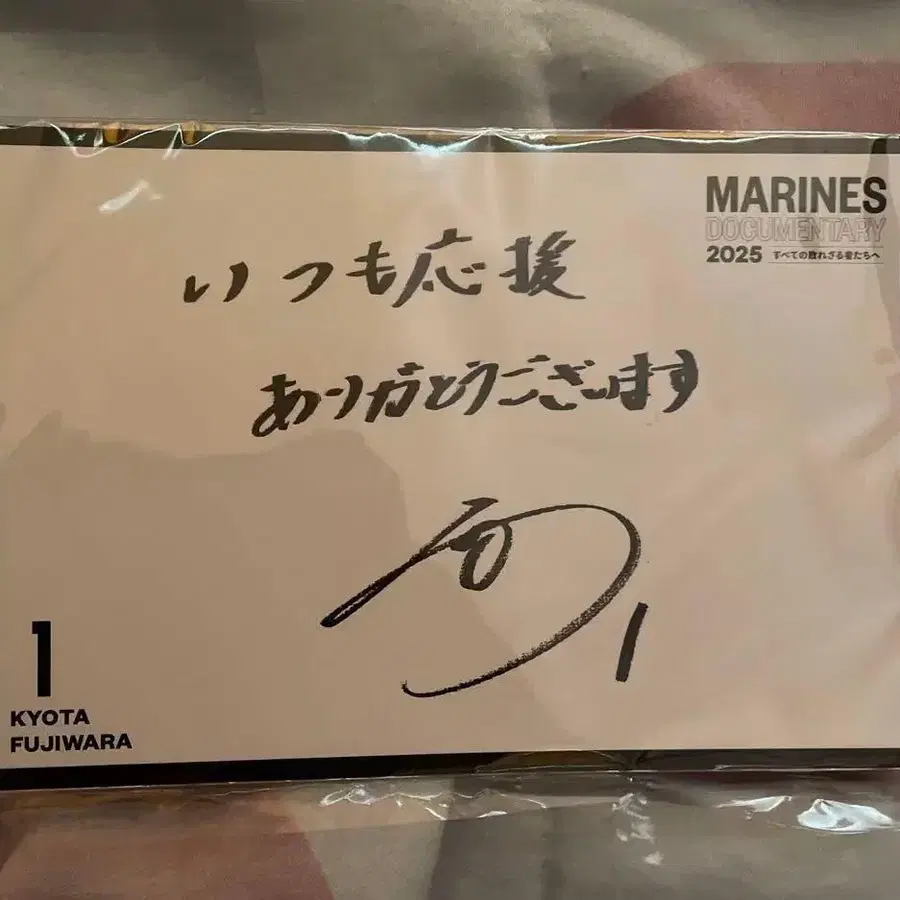 MARINES
DOCUMENTARY
2025 すべての敗れざる者たちへ
いつも応援
ありがとうございます
1
1
KYOTA
FUJIWARA